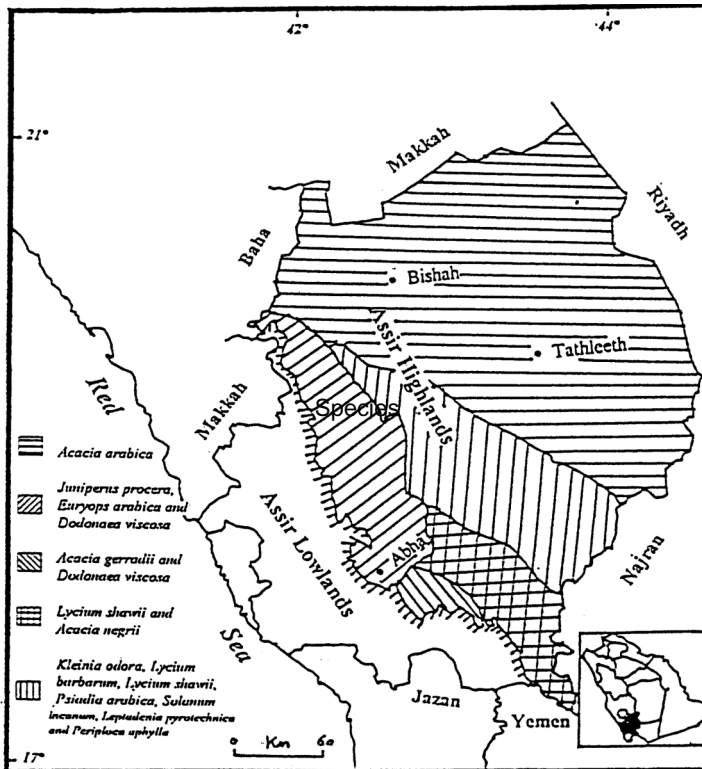 42°
44°
21°
Makkah
Riyadh
Baha
Bishah
Tathleeth
Assir Highlands
Red
Makkah
Species
Acacia arabica
Juniperus procera,
Euryops arabica and
Dodonaea viscosa
Assir Lowlands
Abha
Najran
Acacia gerradii and
Dodonaea viscosa
Lycium shawii and
Acacia negrii
Sea
Kleinia odora, Lycium
barbarum, Lycium shawii,
Psiadia arabica, Solanum
incanum, Leptadenia pyrotechnica
and Periploca aphylla
Jazan
Yemen
0 Km 60
17°